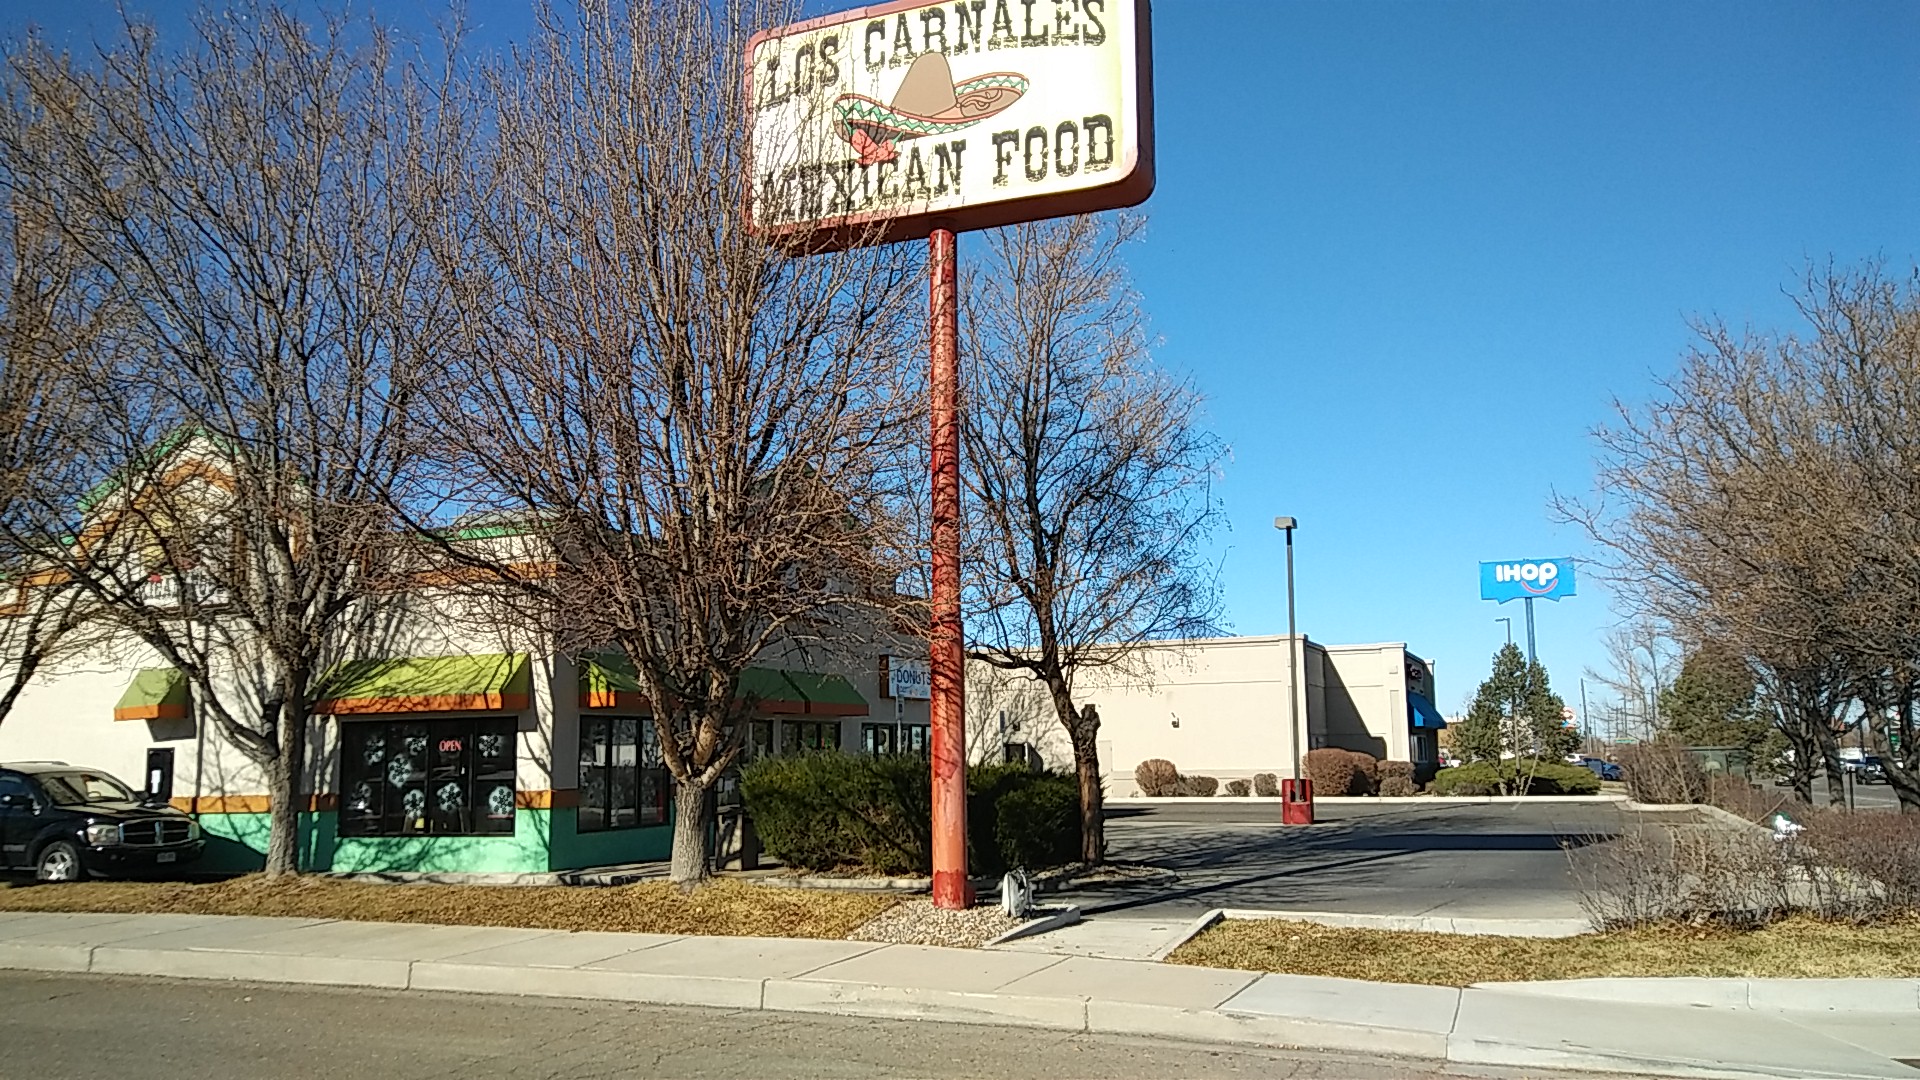 LOS CARNALES
MEXICAN FOOD
IHOP
DONUTS
OPEN